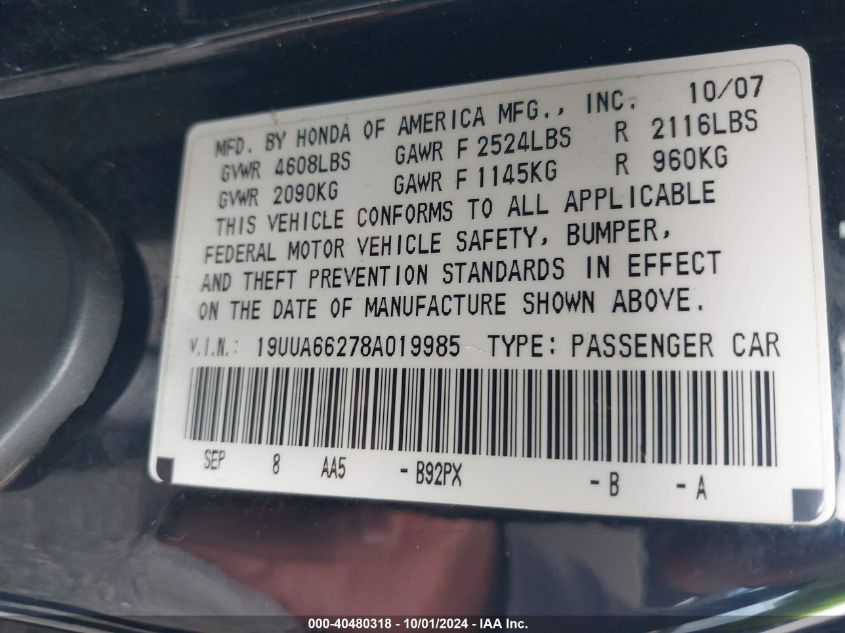 MFD. BY HONDA OF AMERICA MFG., INC. 10/07
GVWR 4608LBS GAWR F 2524LBS R 2116LBS
GVWR 2090KG GAWR F 1145KG R 960KG
THIS VEHICLE CONFORMS TO ALL APPLICABLE
FEDERAL MOTOR VEHICLE SAFETY, BUMPER,
AND THEFT PREVENTION STANDARDS IN EFFECT
ON THE DATE OF MANUFACTURE SHOWN ABOVE.
V.I.N.: 19UUA66278A019985 TYPE: PASSENGER CAR
SEP 8 AA5 -B92PX -B -A
000-40480318 - 10/01/2024 - IAA Inc.